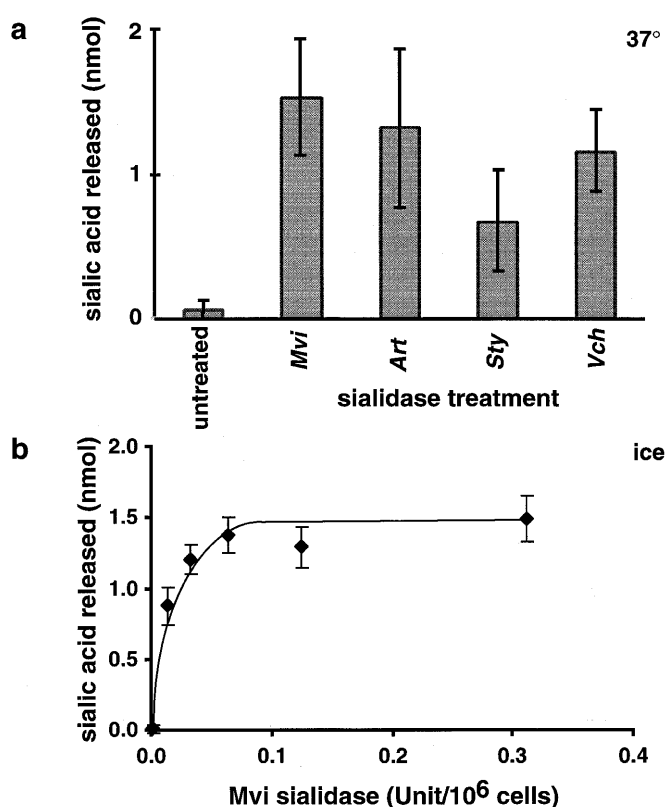 a
37°
sialic acid released (nmol)
2
1
0
untreated
Mvi
Art
Sty
Vch
sialidase treatment
b
ice
sialic acid released (nmol)
2.0
1.5
1.0
0.5
0.0
0.0 0.1 0.2 0.3 0.4
Mvi sialidase (Unit/10⁶ cells)